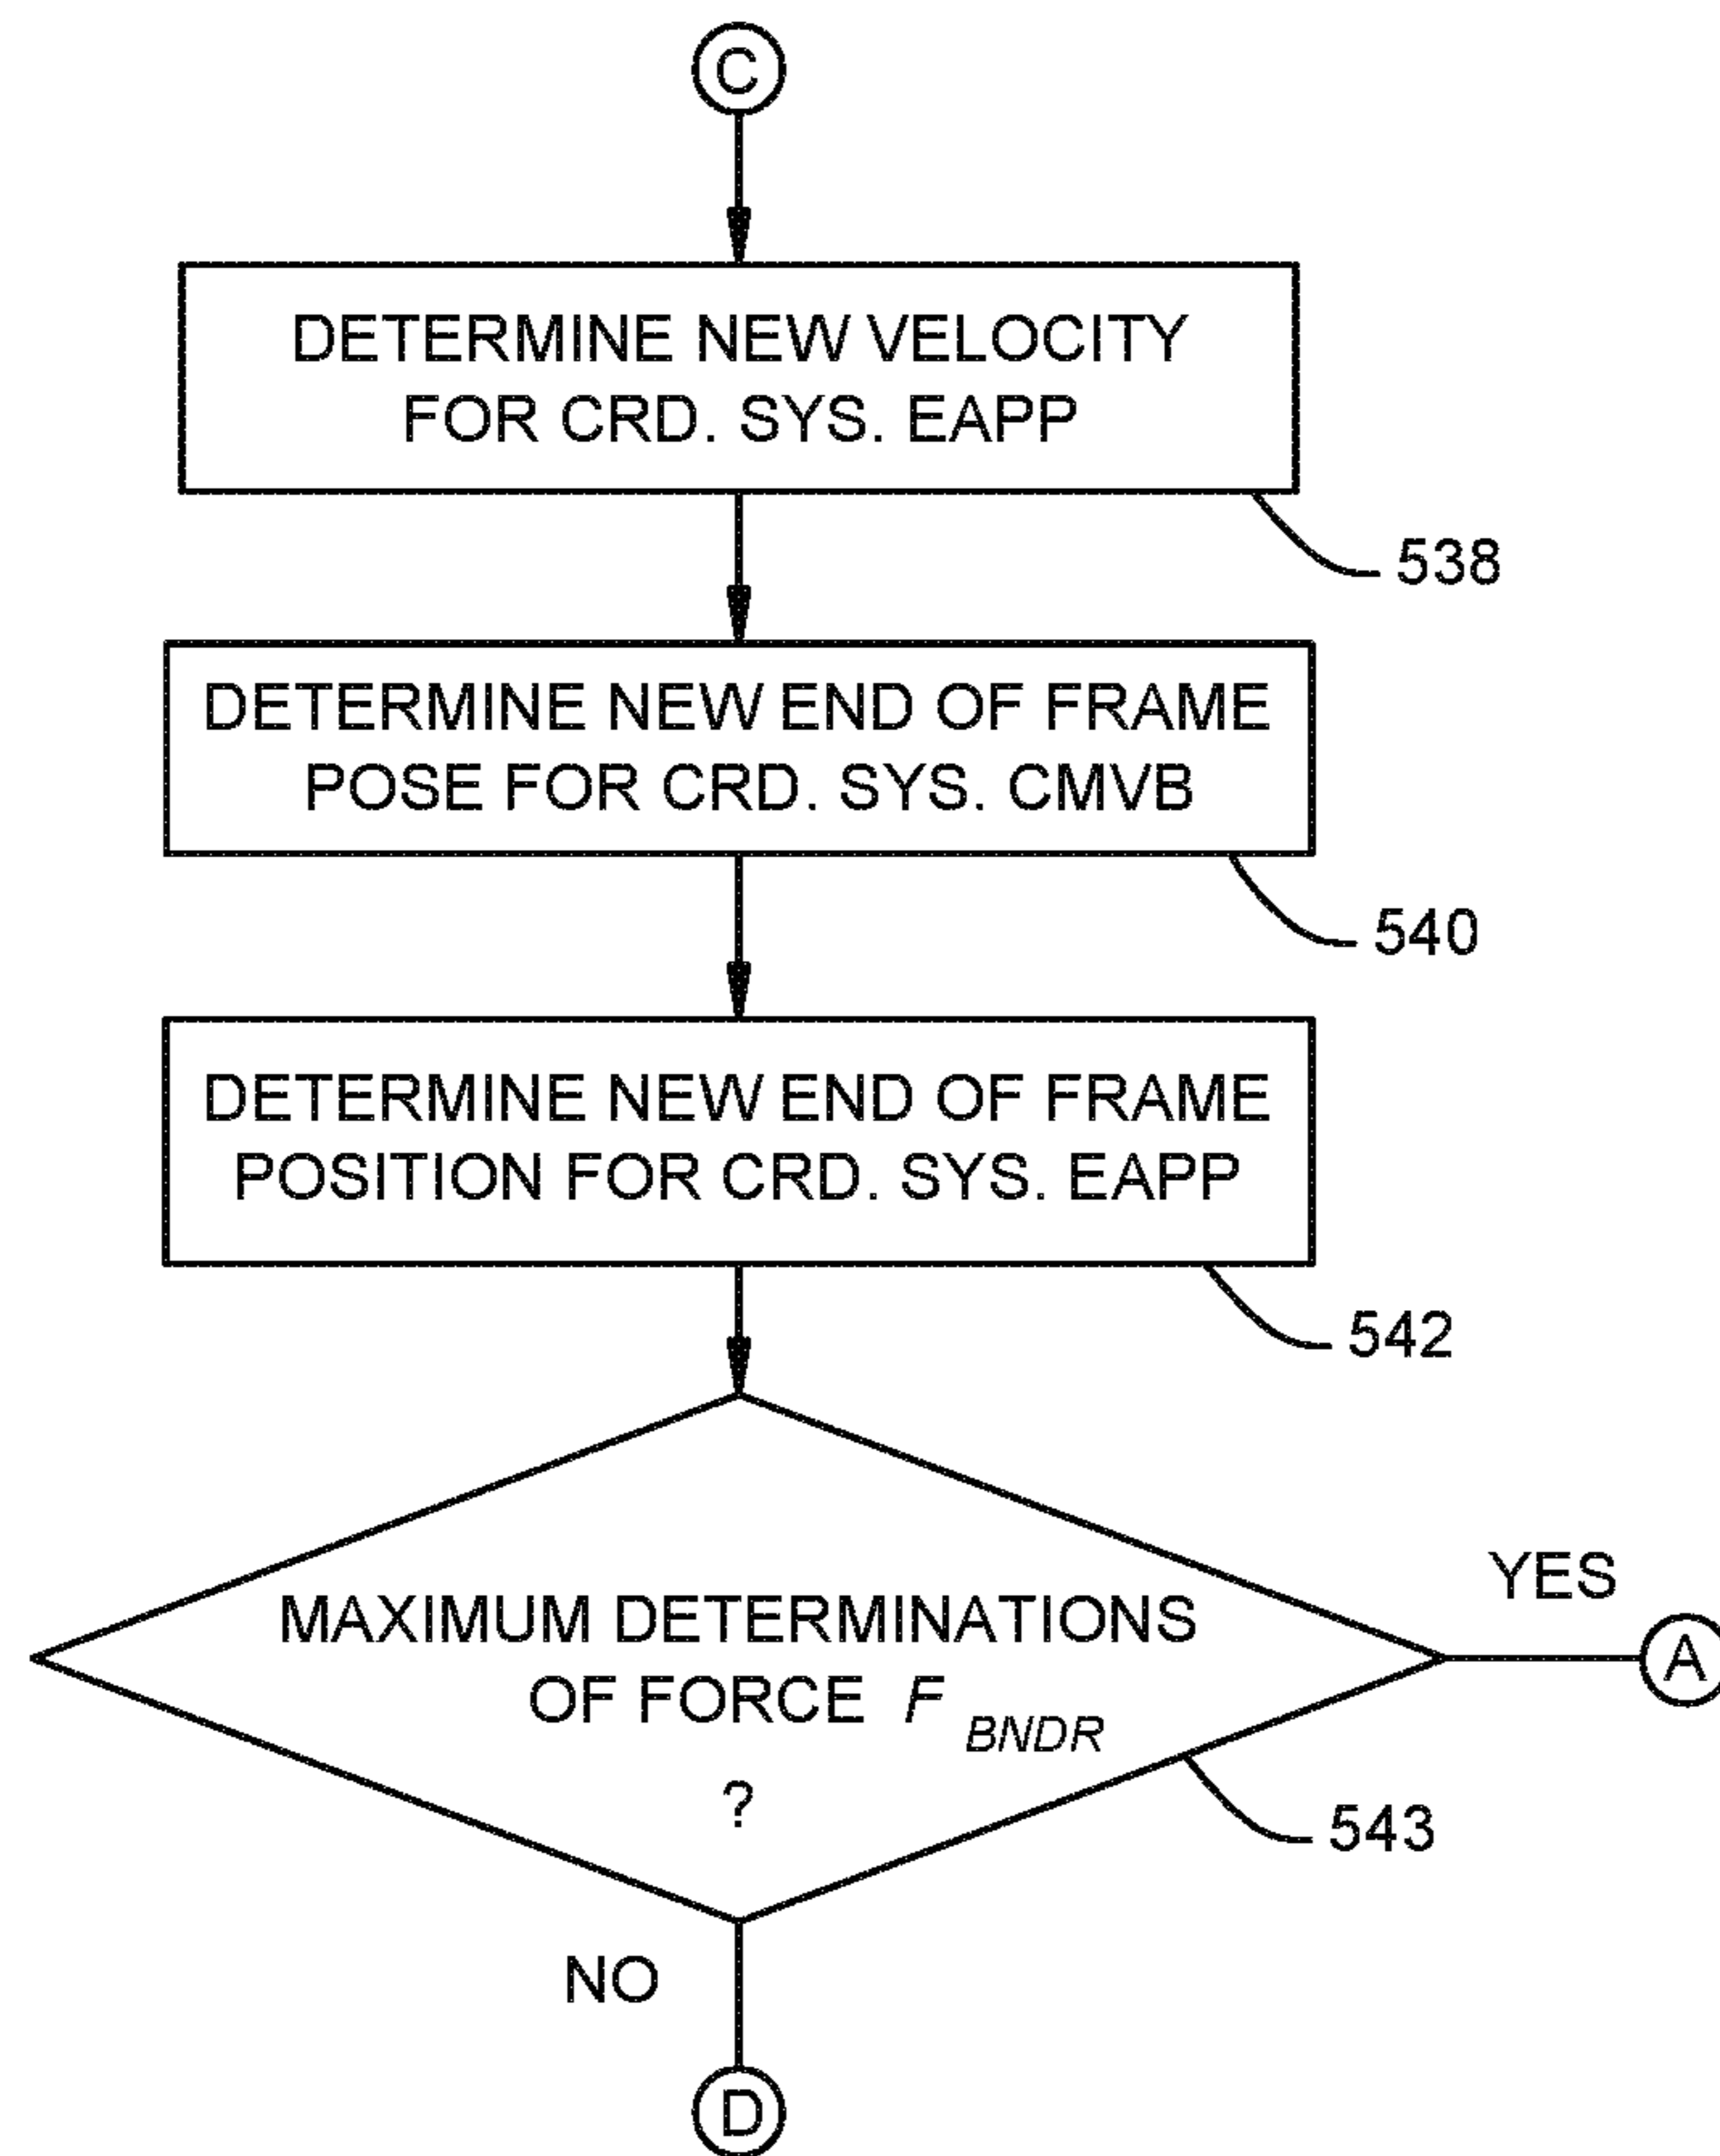 C
DETERMINE NEW VELOCITY
FOR CRD. SYS. EAPP
538
DETERMINE NEW END OF FRAME
POSE FOR CRD. SYS. CMVB
540
DETERMINE NEW END OF FRAME
POSITION FOR CRD. SYS. EAPP
542
MAXIMUM DETERMINATIONS
OF FORCE F BNDR
?
543
YES
A
NO
D